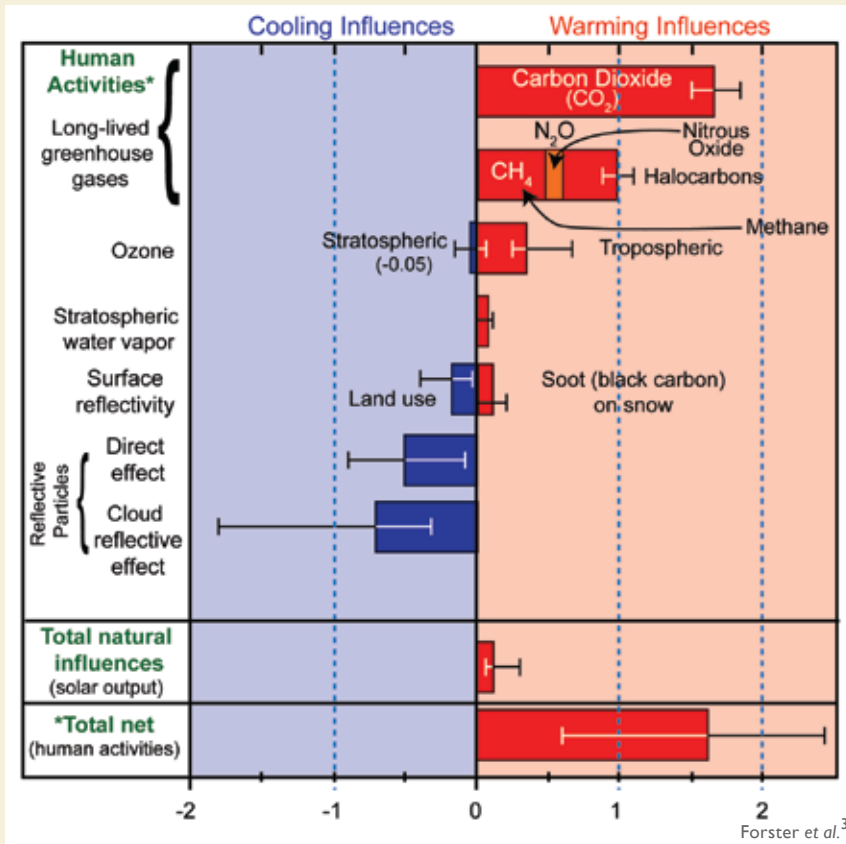 Cooling Influences
Warming Influences
Human
Activities*
Long-lived
greenhouse
gases
Carbon Dioxide
(CO₂)
N₂O
Nitrous
Oxide
CH₄
Halocarbons
Methane
Ozone
Stratospheric
(-0.05)
Tropospheric
Stratospheric
water vapor
Surface
reflectivity
Land use
Soot (black carbon)
on snow
Reflective
Particles
Direct
effect
Cloud
reflective
effect
Total natural
influences
(solar output)
*Total net
(human activities)
-2 -1 0 1 2
Forster et al.³